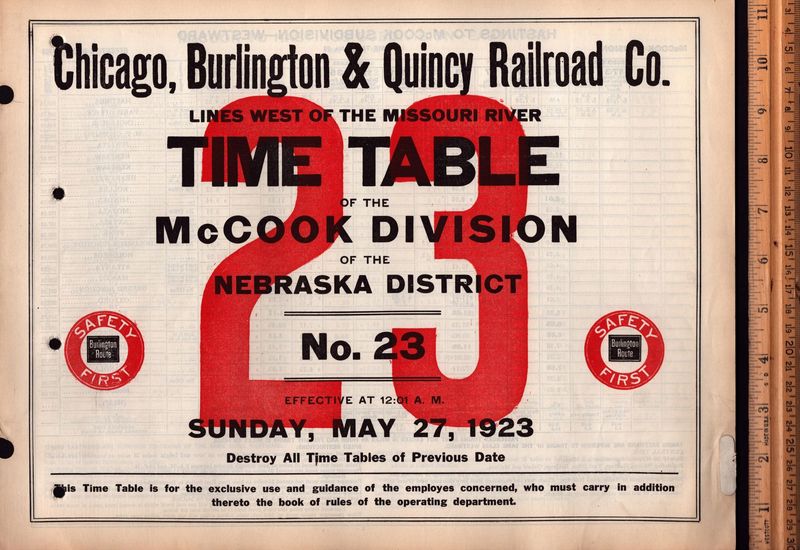 Chicago, Burlington & Quincy Railroad Co.
LINES WEST OF THE MISSOURI RIVER
TIME TABLE
OF THE
McCOOK DIVISION
OF THE
NEBRASKA DISTRICT
23
No. 23
SAFETY
Burlington
Route
FIRST
SAFETY
Burlington
Route
FIRST
EFFECTIVE AT 12:01 A. M.
SUNDAY, MAY 27, 1923
Destroy All Time Tables of Previous Date
This Time Table is for the exclusive use and guidance of the employes concerned, who must carry in addition
thereto the book of rules of the operating department.